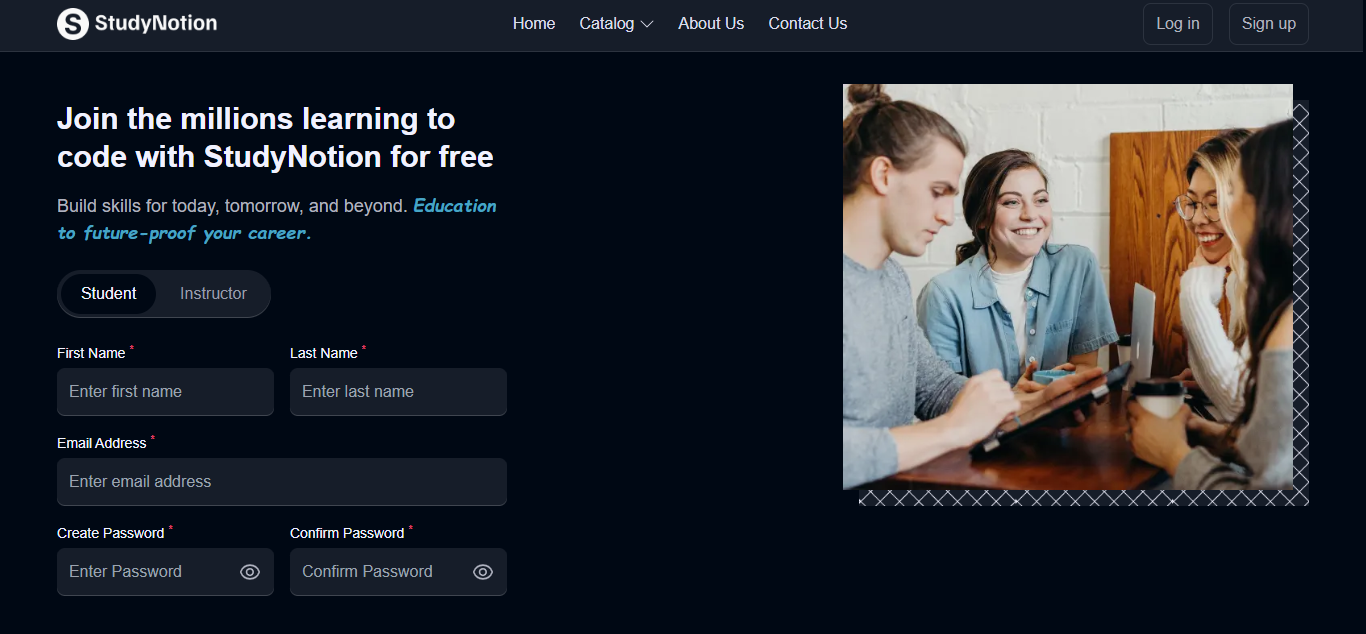 StudyNotion
Home
Catalog
About Us
Contact Us
Log in
Sign up
Join the millions learning to
code with StudyNotion for free
Build skills for today, tomorrow, and beyond. Education
to future-proof your career.
Student
Instructor
First Name *
Last Name *
Enter first name
Enter last name
Email Address *
Enter email address
Create Password *
Confirm Password *
Enter Password
Confirm Password